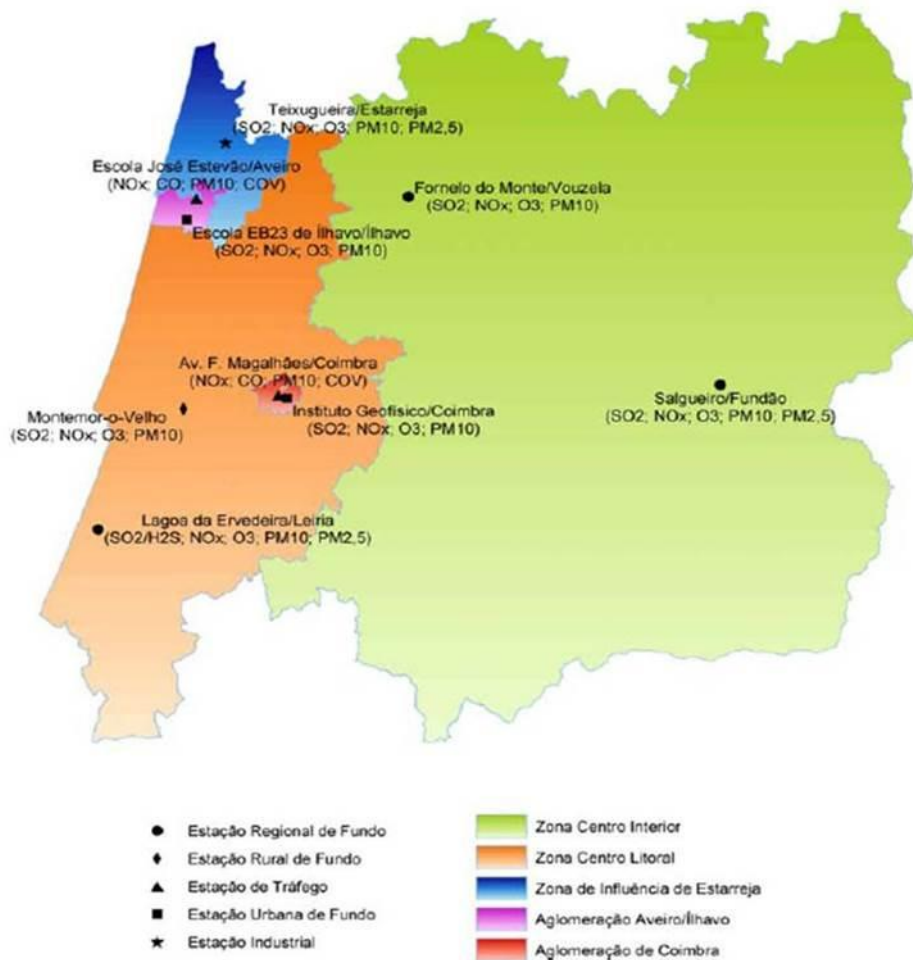 Teixugueira/Estarreja
(SO2; NOx; O3; PM10; PM2,5)
Escola José Estevão/Aveiro
(NOx; CO; PM10; COV)
Fornelo do Monte/Vouzela
(SO2; NOx; O3; PM10)
Escola EB23 de Ílhavo/Ílhavo
(SO2; NOx; O3; PM10)
Av. F. Magalhães/Coimbra
(NOx; CO; PM10; COV)
Instituto Geofísico/Coimbra
(SO2; NOx; O3; PM10)
Montemor-o-Velho
(SO2; NOx; O3; PM10)
Salgueiro/Fundão
(SO2; NOx; O3; PM10; PM2,5)
Lagoa da Ervedeira/Leiria
(SO2/H2S; NOx; O3; PM10; PM2,5)
Estação Regional de Fundo
Estação Rural de Fundo
Estação de Tráfego
Estação Urbana de Fundo
Estação Industrial
Zona Centro Interior
Zona Centro Litoral
Zona de Influência de Estarreja
Aglomeração Aveiro/Ílhavo
Aglomeração de Coimbra